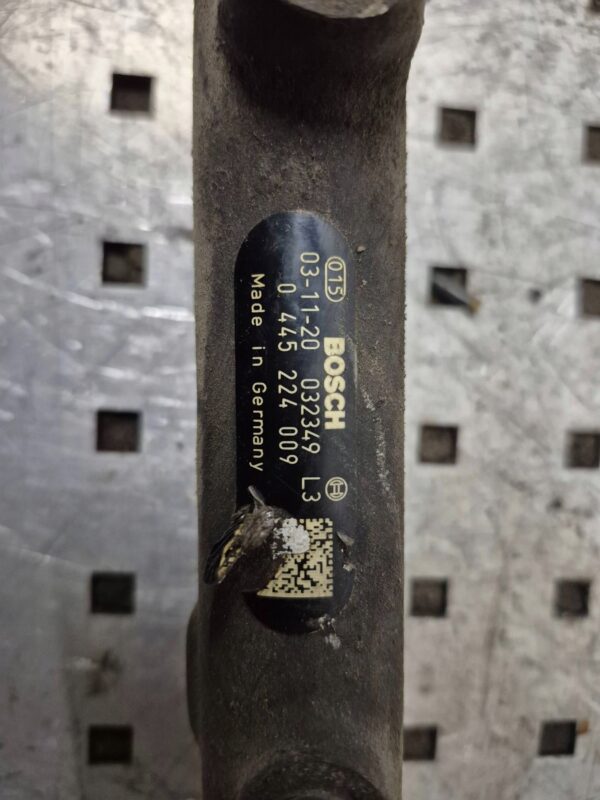 015 BOSCH
03-11-20 032349 L3
0 445 224 009
Made in Germany